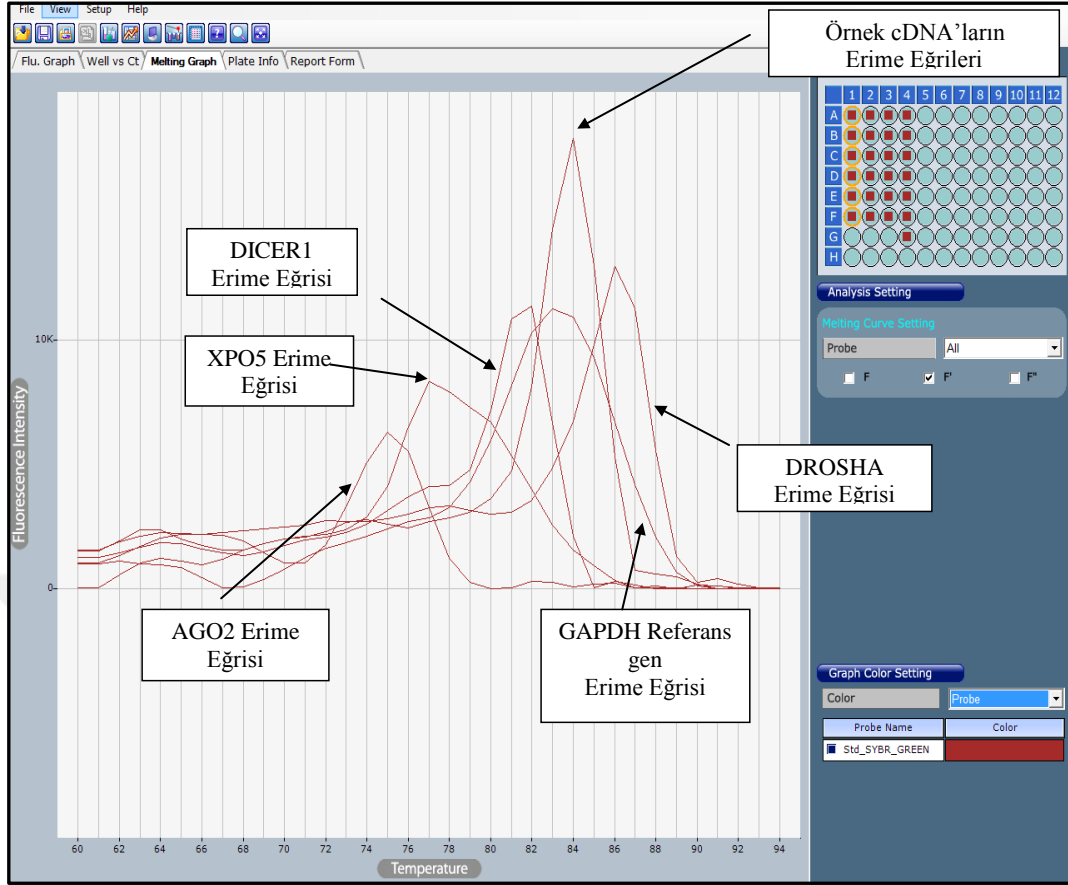 File View Setup Help
Flu. Graph Well vs Ct Melting Graph Plate Info Report Form
Örnek cDNA’ların
Erime Eğrileri
1 2 3 4 5 6 7 8 9 10 11 12
A
B
C
D
E
F
G
H
DICER1
Erime Eğrisi
XPO5 Erime
Eğrisi
DROSHA
Erime Eğrisi
AGO2 Erime
Eğrisi
GAPDH Referans
gen
Erime Eğrisi
10K
0
Fluorescence Intensity
60 62 64 66 68 70 72 74 76 78 80 82 84 86 88 90 92 94
Temperature
Analysis Setting
Melting Curve Setting
Probe All
F F' F"
Graph Color Setting
Color Probe
Probe Name Color
Std_SYBR_GREEN